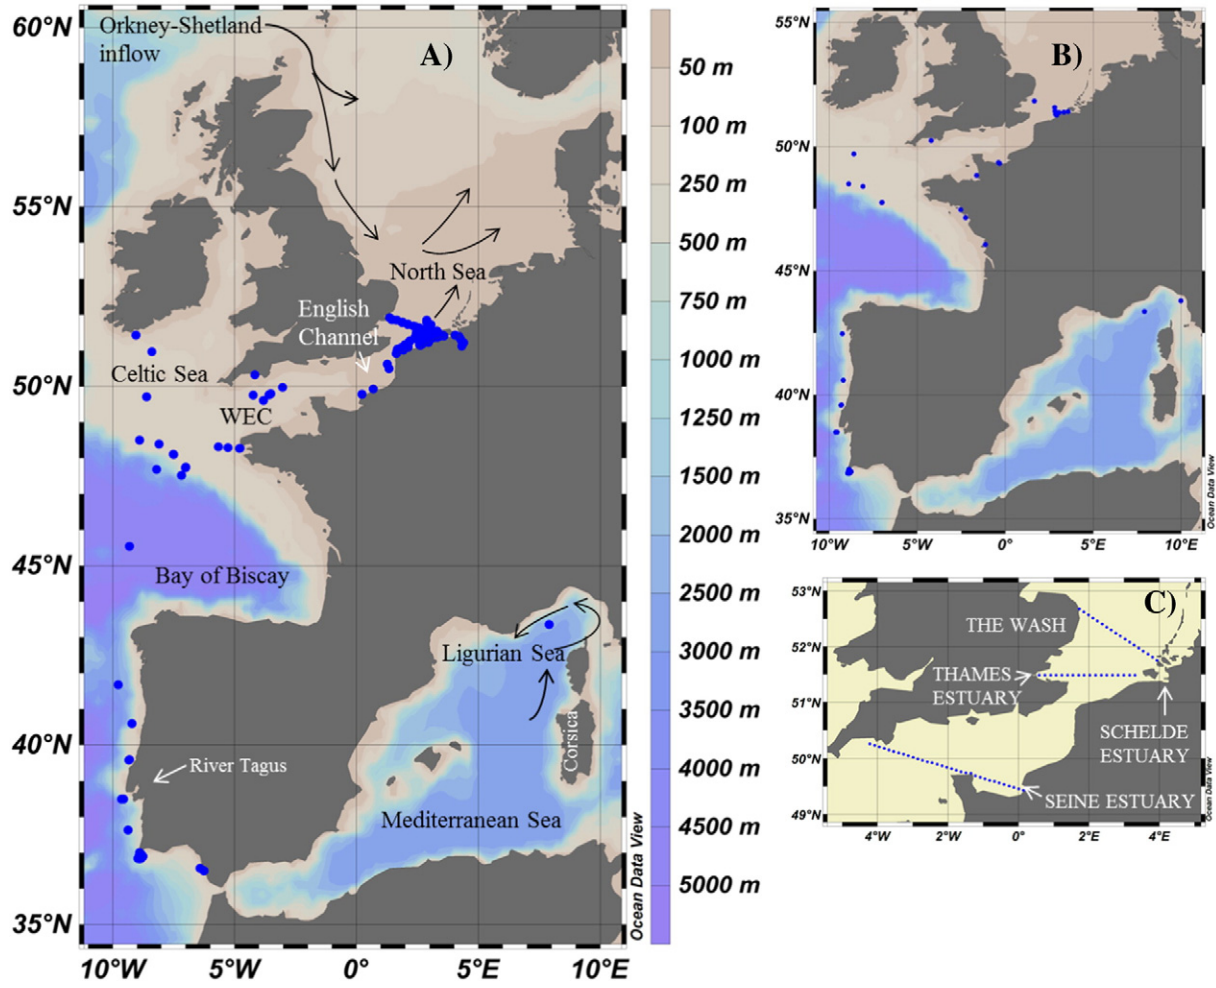 60°N
55°N
50°N
45°N
40°N
35°N
10°W
5°W
0°
5°E
10°E
Orkney-Shetland
inflow
A)
North Sea
English
Channel
Celtic Sea
WEC
Bay of Biscay
Ligurian Sea
Corsica
River Tagus
Mediterranean Sea
Ocean Data View
50 m
100 m
250 m
500 m
750 m
1000 m
1250 m
1500 m
2000 m
2500 m
3000 m
3500 m
4000 m
4500 m
5000 m
55°N
50°N
45°N
40°N
35°N
10°W
5°W
0°
5°E
10°E
B)
Ocean Data View
53°N
52°N
51°N
50°N
49°N
4°W
2°W
0°
2°E
4°E
C)
THE WASH
THAMES
ESTUARY
SCHELDE
ESTUARY
SEINE ESTUARY
Ocean Data View